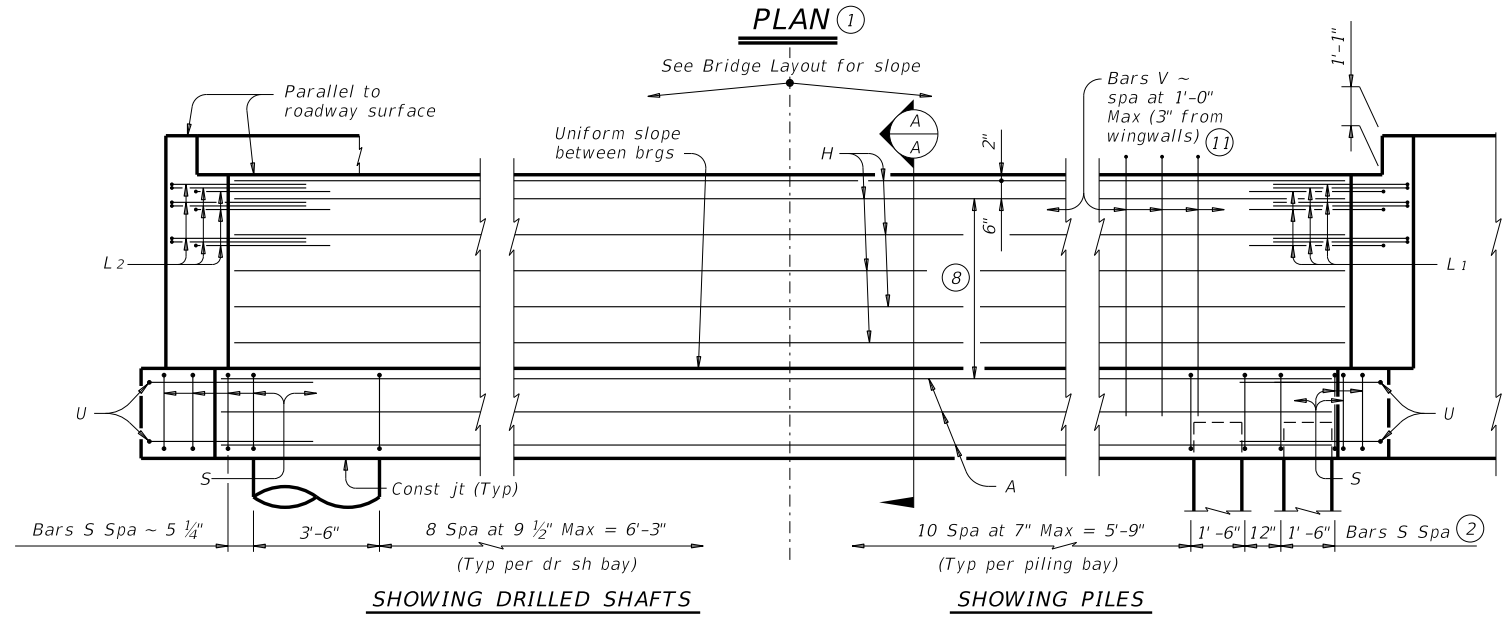 PLAN 1
See Bridge Layout for slope
1'-1"
Parallel to
roadway surface
Uniform slope
between brgs
H
A
A
2"
6"
Bars V ~
spa at 1'-0"
Max (3" from
wingwalls) 11
L2
8
L1
U
U
S
S
Const jt (Typ)
A
Bars S Spa ~ 5 ¼"
3'-6"
8 Spa at 9 ½" Max = 6'-3"
10 Spa at 7" Max = 5'-9"
1'-6"
12"
1'-6"
Bars S Spa 2
(Typ per dr sh bay)
(Typ per piling bay)
SHOWING DRILLED SHAFTS
SHOWING PILES